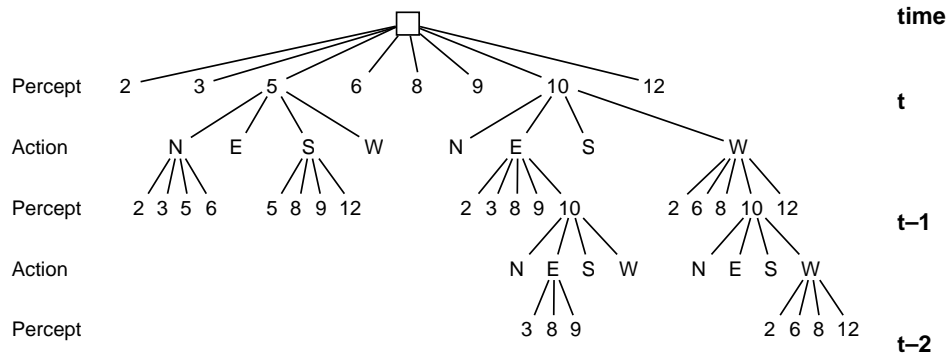 time
Percept 2 3 5 6 8 9 10 12
t
Action N E S W N E S W
Percept 2 3 5 6 5 8 9 12 2 3 8 9 10 2 6 8 10 12
t–1
Action N E S W N E S W
Percept 3 8 9 2 6 8 12
t–2